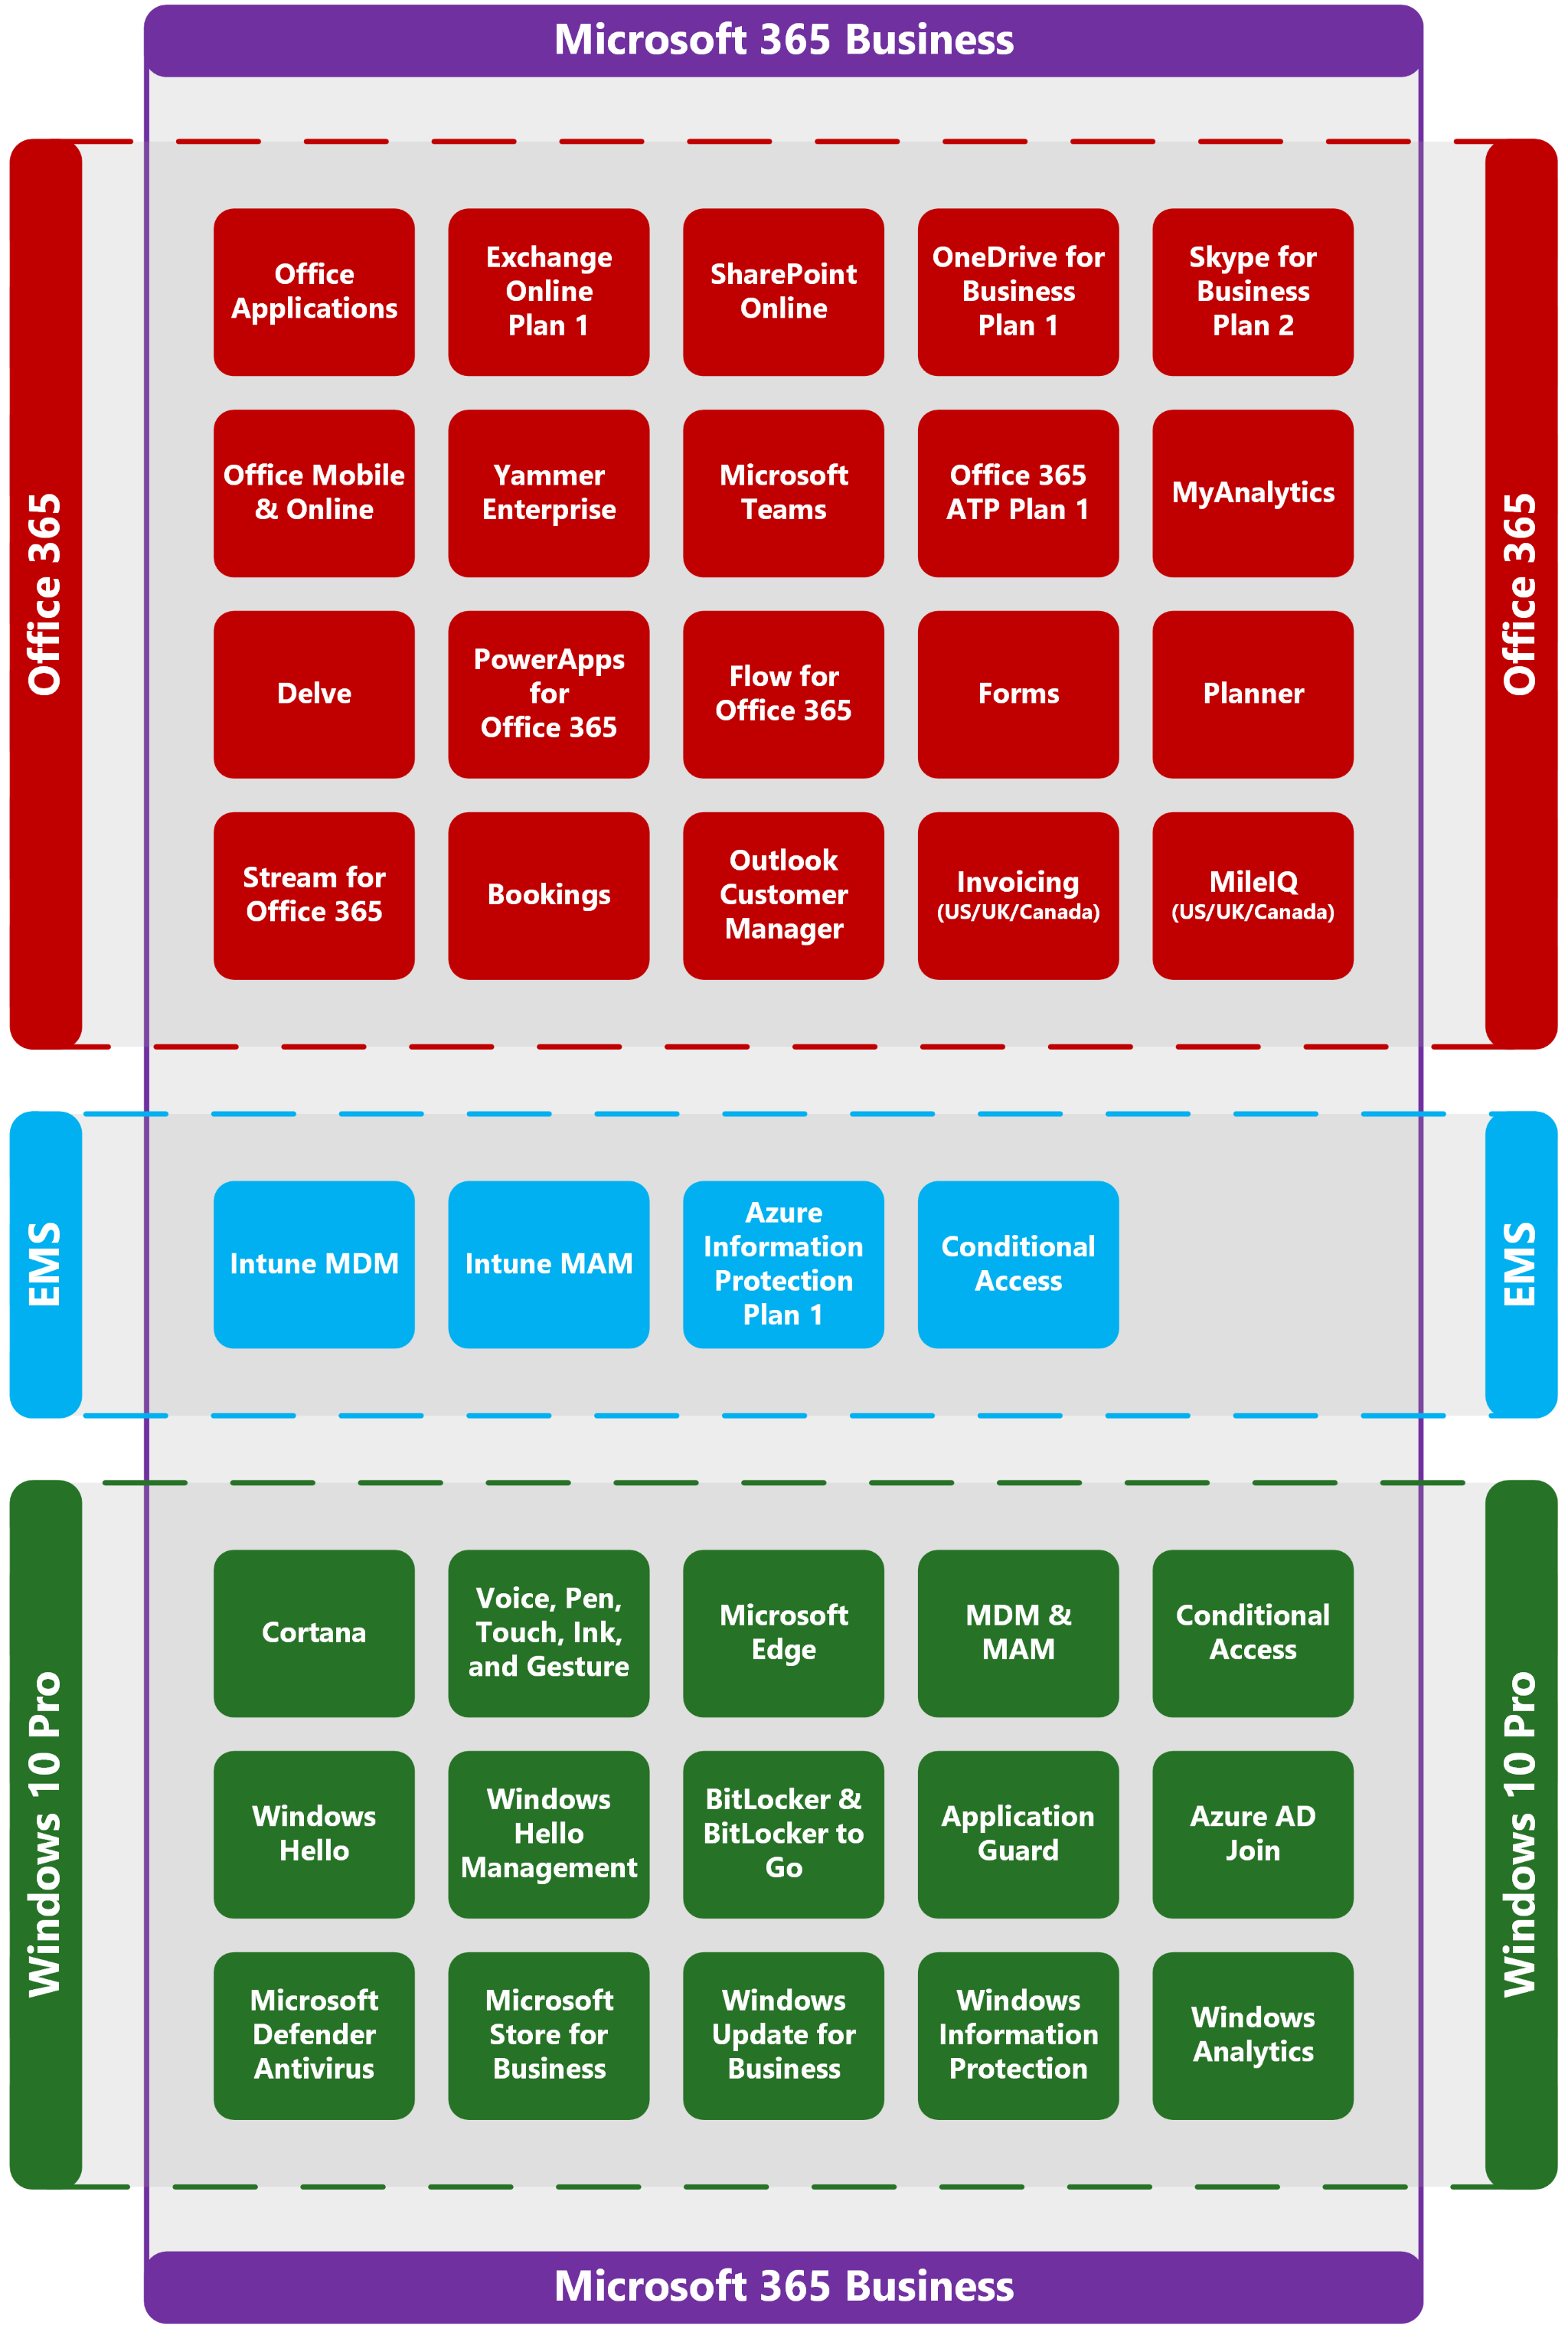 Microsoft 365 Business
Office 365
Office 365
Office
Applications
Exchange
Online
Plan 1
SharePoint
Online
OneDrive for
Business
Plan 1
Skype for
Business
Plan 2
Office Mobile
& Online
Yammer
Enterprise
Microsoft
Teams
Office 365
ATP Plan 1
MyAnalytics
Delve
PowerApps
for
Office 365
Flow for
Office 365
Forms
Planner
Stream for
Office 365
Bookings
Outlook
Customer
Manager
Invoicing
(US/UK/Canada)
MileIQ
(US/UK/Canada)
EMS
EMS
Intune MDM
Intune MAM
Azure
Information
Protection
Plan 1
Conditional
Access
Windows 10 Pro
Windows 10 Pro
Cortana
Voice, Pen,
Touch, Ink,
and Gesture
Microsoft
Edge
MDM &
MAM
Conditional
Access
Windows
Hello
Windows
Hello
Management
BitLocker &
BitLocker to
Go
Application
Guard
Azure AD
Join
Microsoft
Defender
Antivirus
Microsoft
Store for
Business
Windows
Update for
Business
Windows
Information
Protection
Windows
Analytics
Microsoft 365 Business